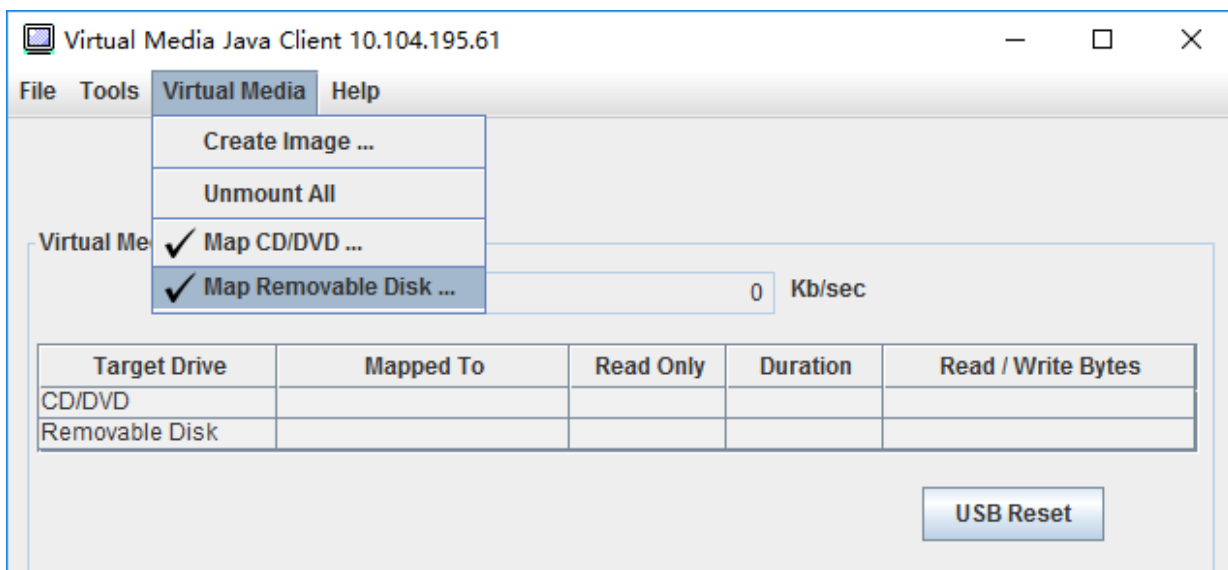 Virtual Media Java Client 10.104.195.61
File Tools Virtual Media Help
Create Image ...
Unmount All
Virtual Me
Map CD/DVD ...
Map Removable Disk ...
0 Kb/sec
Target Drive Mapped To Read Only Duration Read / Write Bytes
CD/DVD
Removable Disk
USB Reset